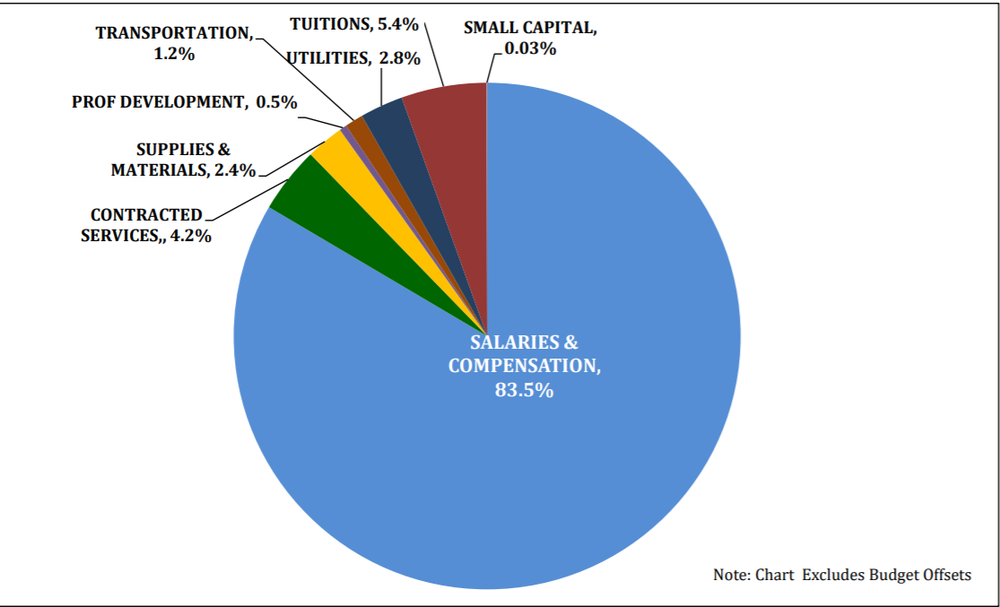 TUITIONS, 5.4%
SMALL CAPITAL,
0.03%
TRANSPORTATION,
1.2%
UTILITIES,  2.8%
PROF DEVELOPMENT,  0.5%
SUPPLIES &
MATERIALS, 2.4%
CONTRACTED
SERVICES,, 4.2%
SALARIES &
COMPENSATION,
83.5%
Note: Chart  Excludes Budget Offsets